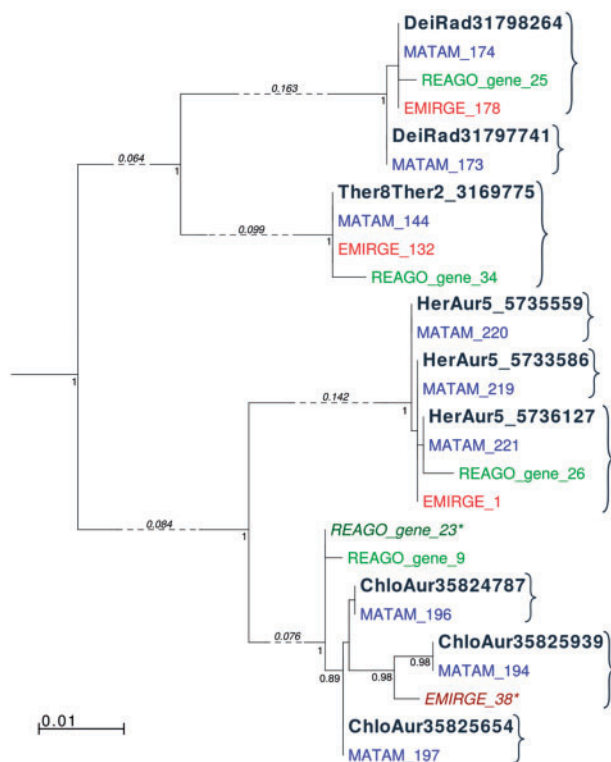 DeiRad31798264
MATAM_174
0.163
REAGO_gene_25
1
EMIRGE_178
DeiRad31797741
0.064
MATAM_173
1
Ther8Ther2_3169775
MATAM_144
0.099
1
EMIRGE_132
REAGO_gene_34
HerAur5_5735559
MATAM_220
HerAur5_5733586
1
MATAM_219
0.142
1
HerAur5_5736127
MATAM_221
REAGO_gene_26
EMIRGE_1
0.084
REAGO_gene_23*
1
REAGO_gene_9
ChloAur35824787
MATAM_196
0.076
1
ChloAur35825939
0.98
MATAM_194
0.89
0.98
EMIRGE_38*
0.01
ChloAur35825654
MATAM_197